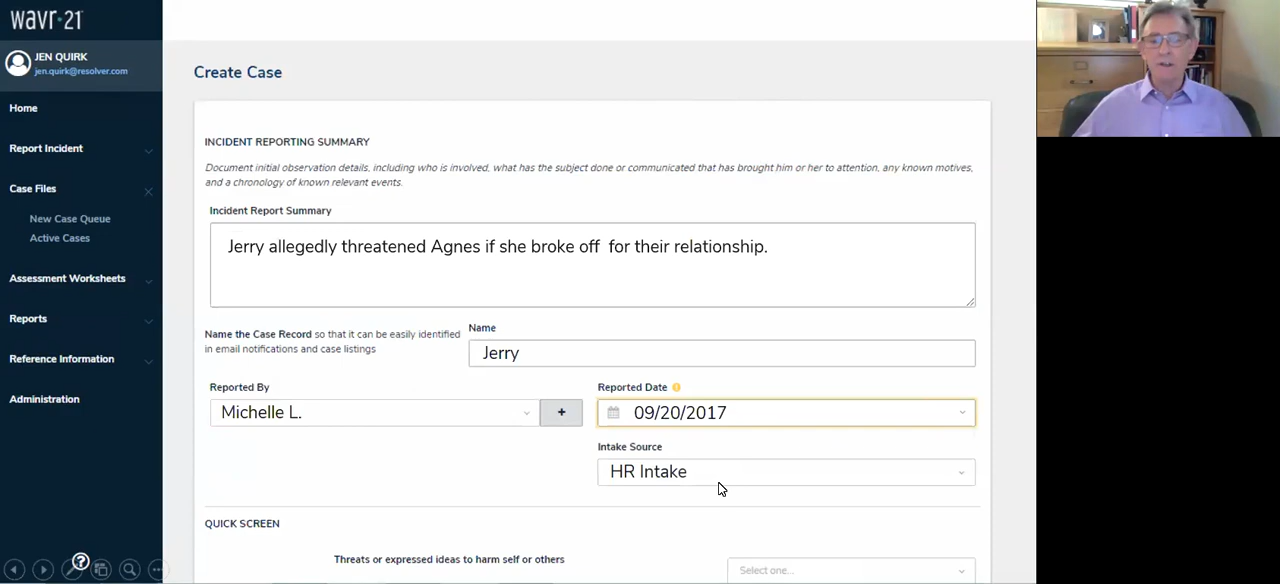 wavr·21
JEN QUIRK
jen.quirk@resolver.com
Home
Report Incident
Case Files
New Case Queue
Active Cases
Assessment Worksheets
Reports
Reference Information
Administration
Create Case
INCIDENT REPORTING SUMMARY
Document initial observation details, including who is involved, what has the subject done or communicated that has brought him or her to attention, any known motives,
and a chronology of known relevant events.
Incident Report Summary
Jerry allegedly threatened Agnes if she broke off  for their relationship.
Name the Case Record so that it can be easily identified
in email notifications and case listings
Name
Jerry
Reported By
Michelle L.
+
Reported Date
09/20/2017
Intake Source
HR Intake
QUICK SCREEN
Threats or expressed ideas to harm self or others
Select one...